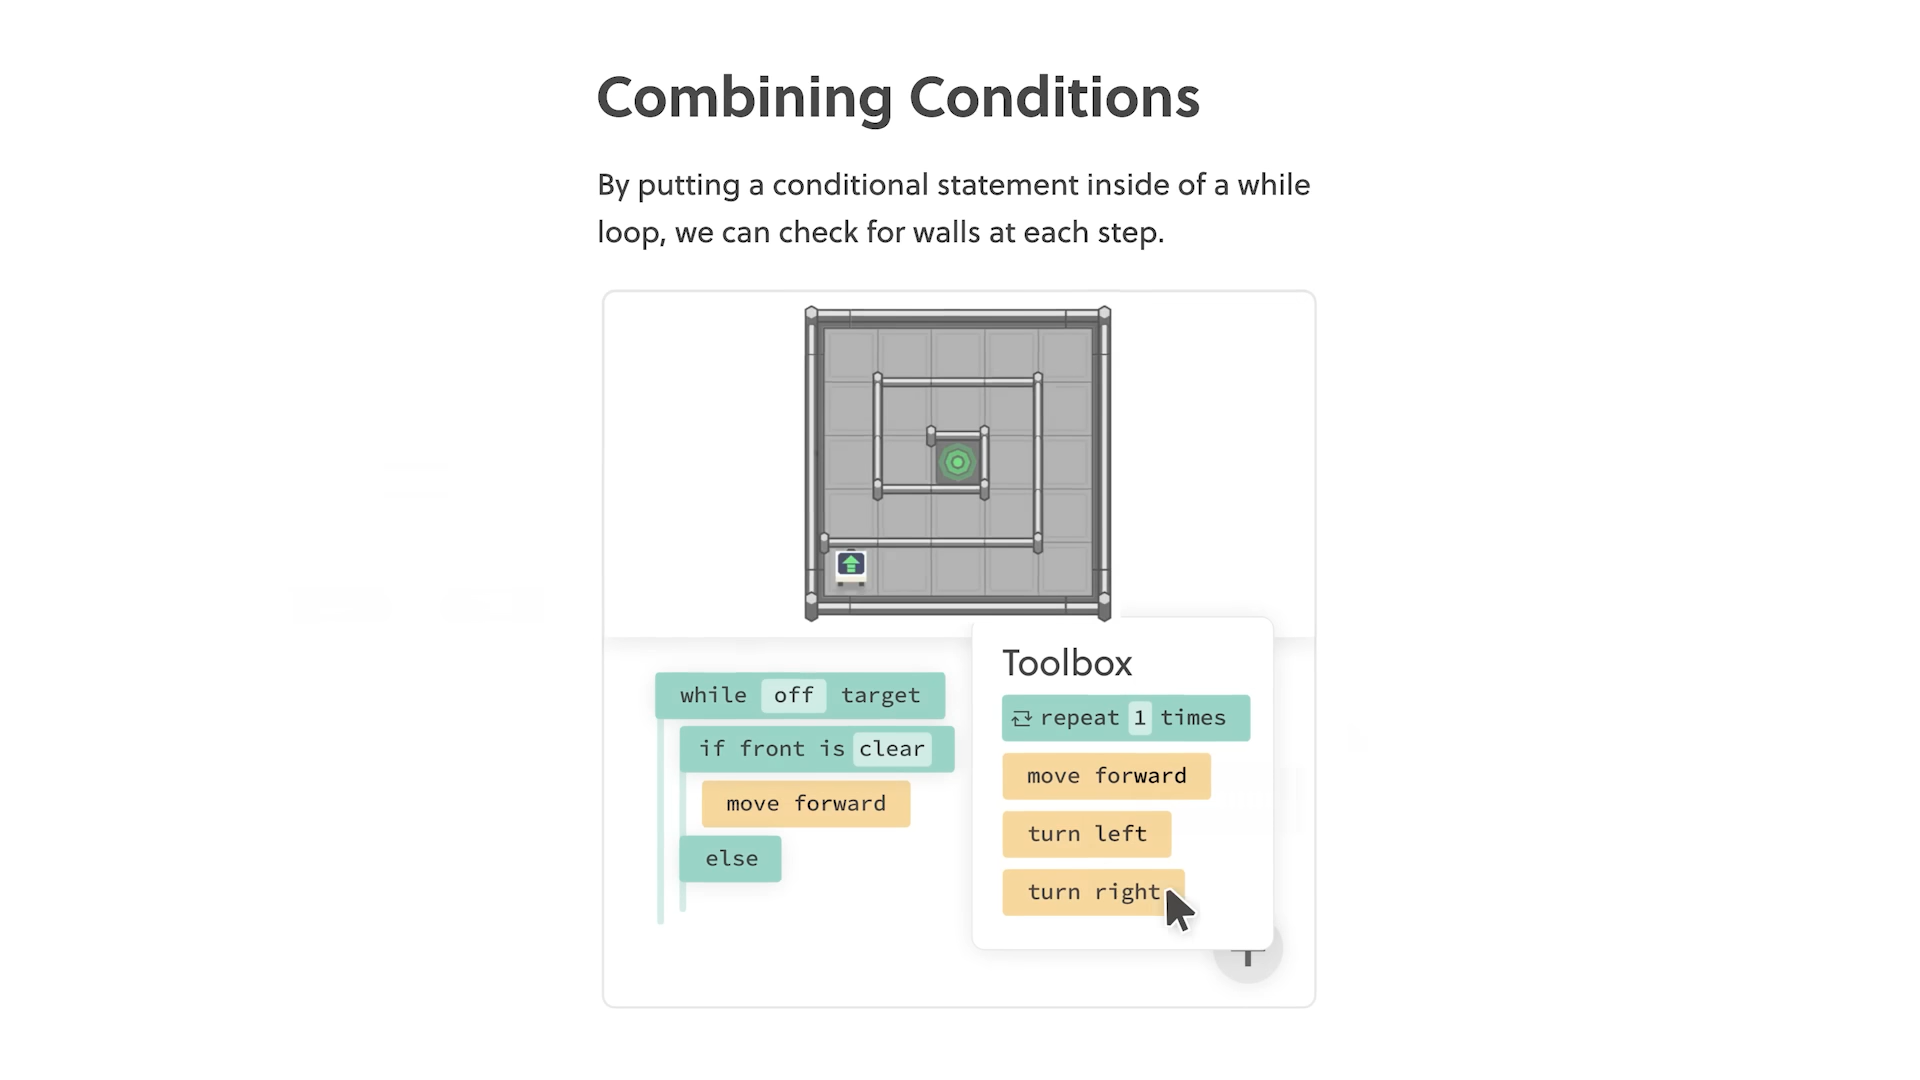 Combining Conditions
By putting a conditional statement inside of a while
loop, we can check for walls at each step.
while off target
if front is clear
move forward
else
Toolbox
repeat 1 times
move forward
turn left
turn right